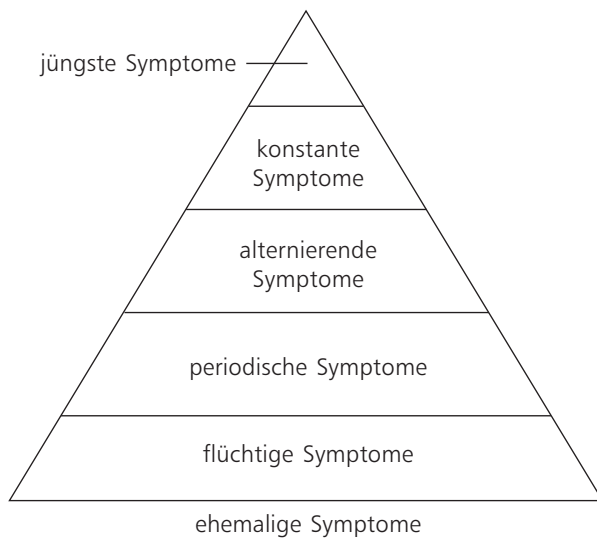 jüngste Symptome
konstante
Symptome
alternierende
Symptome
periodische Symptome
flüchtige Symptome
ehemalige Symptome